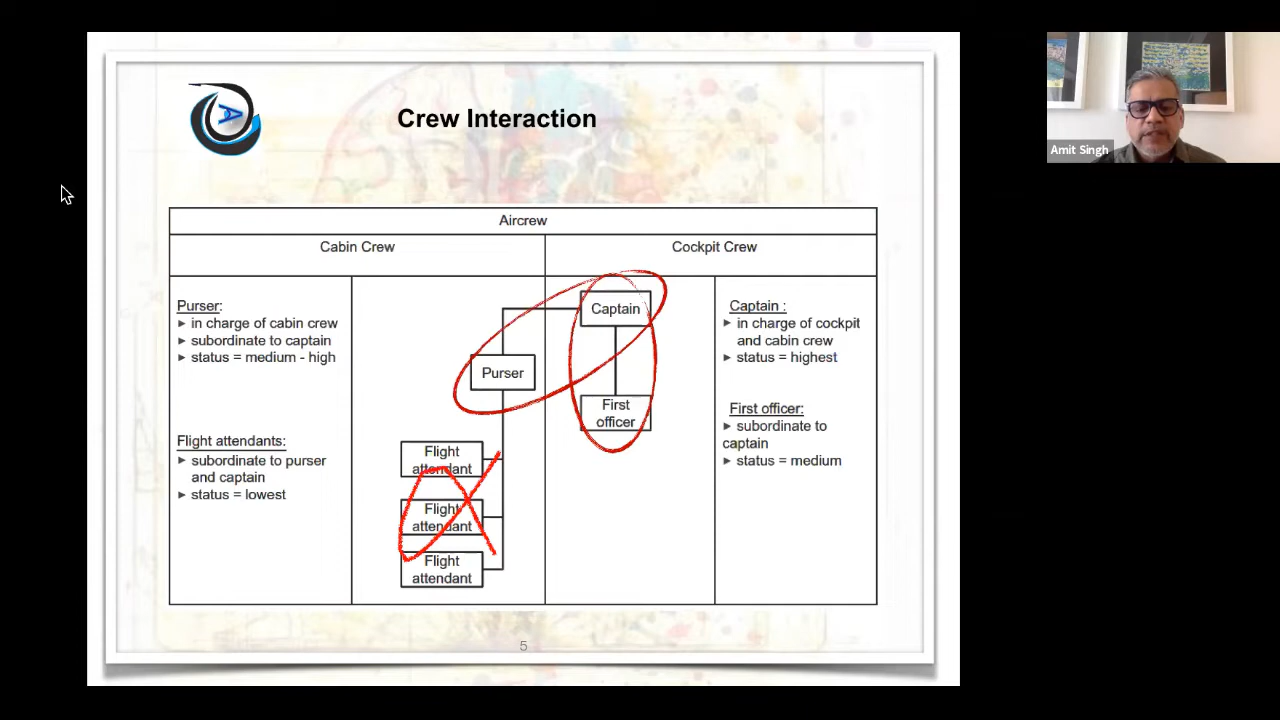 Crew Interaction
Amit Singh
Aircrew
Cabin Crew
Cockpit Crew
Purser:
▶ in charge of cabin crew
▶ subordinate to captain
▶ status = medium - high
Flight attendants:
▶ subordinate to purser
and captain
▶ status = lowest
Captain
Purser
First
officer
Flight
attendant
Flight
attendant
Flight
attendant
Captain :
▶ in charge of cockpit
and cabin crew
▶ status = highest
First officer:
▶ subordinate to
captain
▶ status = medium
5